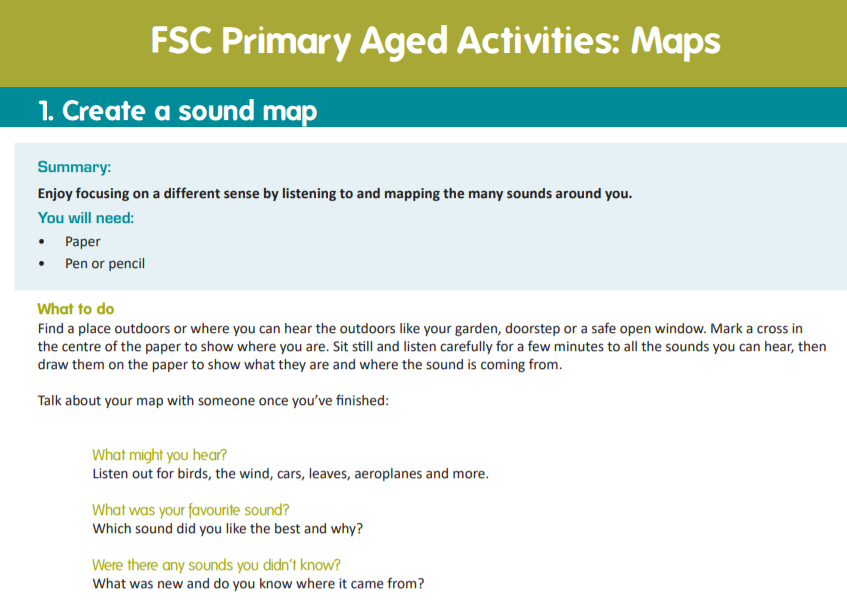 FSC Primary Aged Activities: Maps
1. Create a sound map
Summary:
Enjoy focusing on a different sense by listening to and mapping the many sounds around you.
You will need:
• Paper
• Pen or pencil
What to do
Find a place outdoors or where you can hear the outdoors like your garden, doorstep or a safe open window. Mark a cross in
the centre of the paper to show where you are. Sit still and listen carefully for a few minutes to all the sounds you can hear, then
draw them on the paper to show what they are and where the sound is coming from.
Talk about your map with someone once you've finished:
What might you hear?
Listen out for birds, the wind, cars, leaves, aeroplanes and more.
What was your favourite sound?
Which sound did you like the best and why?
Were there any sounds you didn't know?
What was new and do you know where it came from?